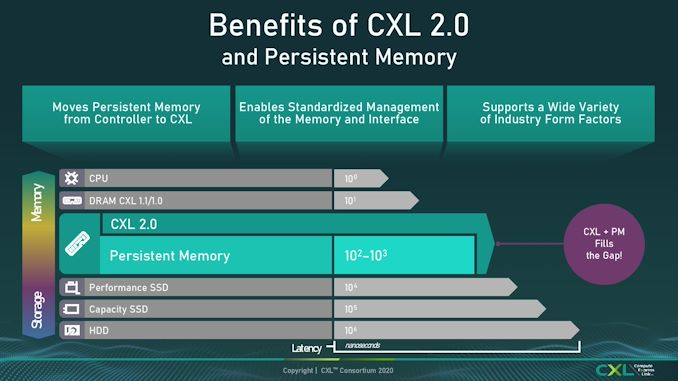 Benefits of CXL 2.0
and Persistent Memory
Moves Persistent Memory
from Controller to CXL
Enables Standardized Management
of the Memory and Interface
Supports a Wide Variety
of Industry Form Factors
Memory
Storage
CPU 10⁰
DRAM CXL 1.1/1.0 10¹
CXL 2.0
Persistent Memory 10²–10³
CXL + PM
Fills
the Gap!
Performance SSD 10⁴
Capacity SSD 10⁵
HDD 10⁶
Latency nanoseconds
Copyright | CXL™ Consortium 2020
CXL Compute
Express
Link™